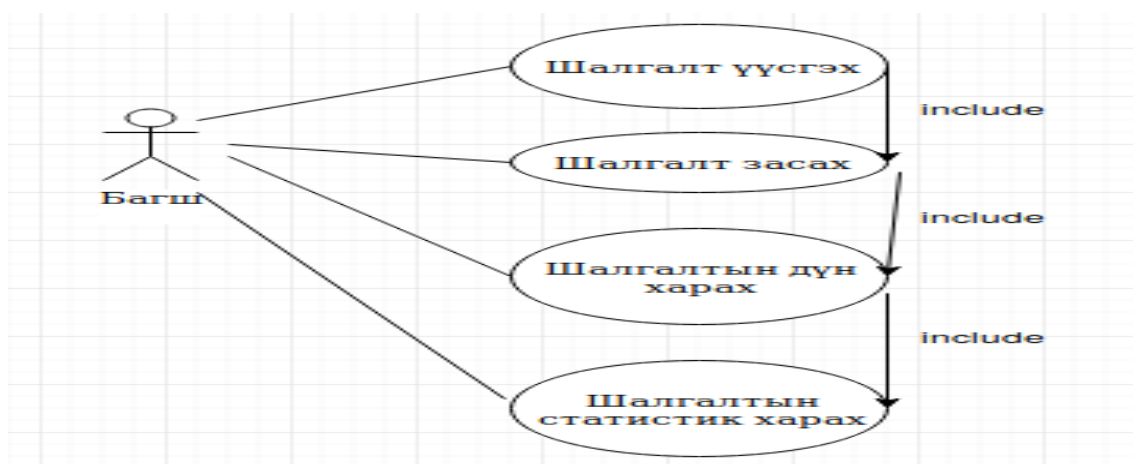 Шалгалт үүсгэх
include
Шалгалт засах
Багш
include
Шалгалтын дүн
харах
include
Шалгалтын
статистик харах